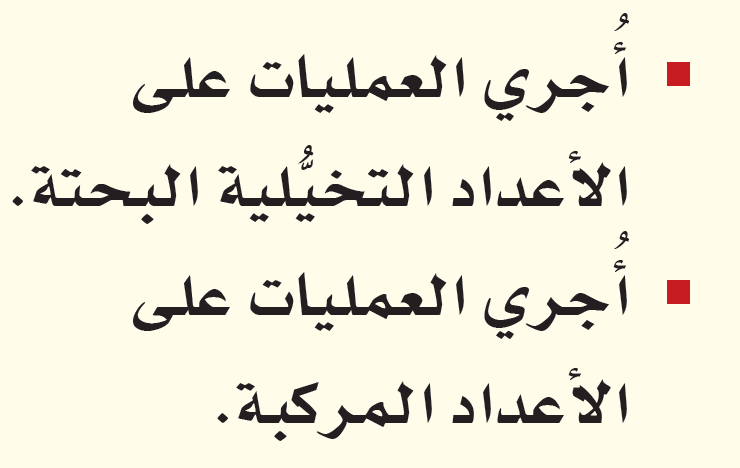 أُجري العمليات على
الأعداد التخيُّلية البحتة.
أُجري العمليات على
الأعداد المركبة.